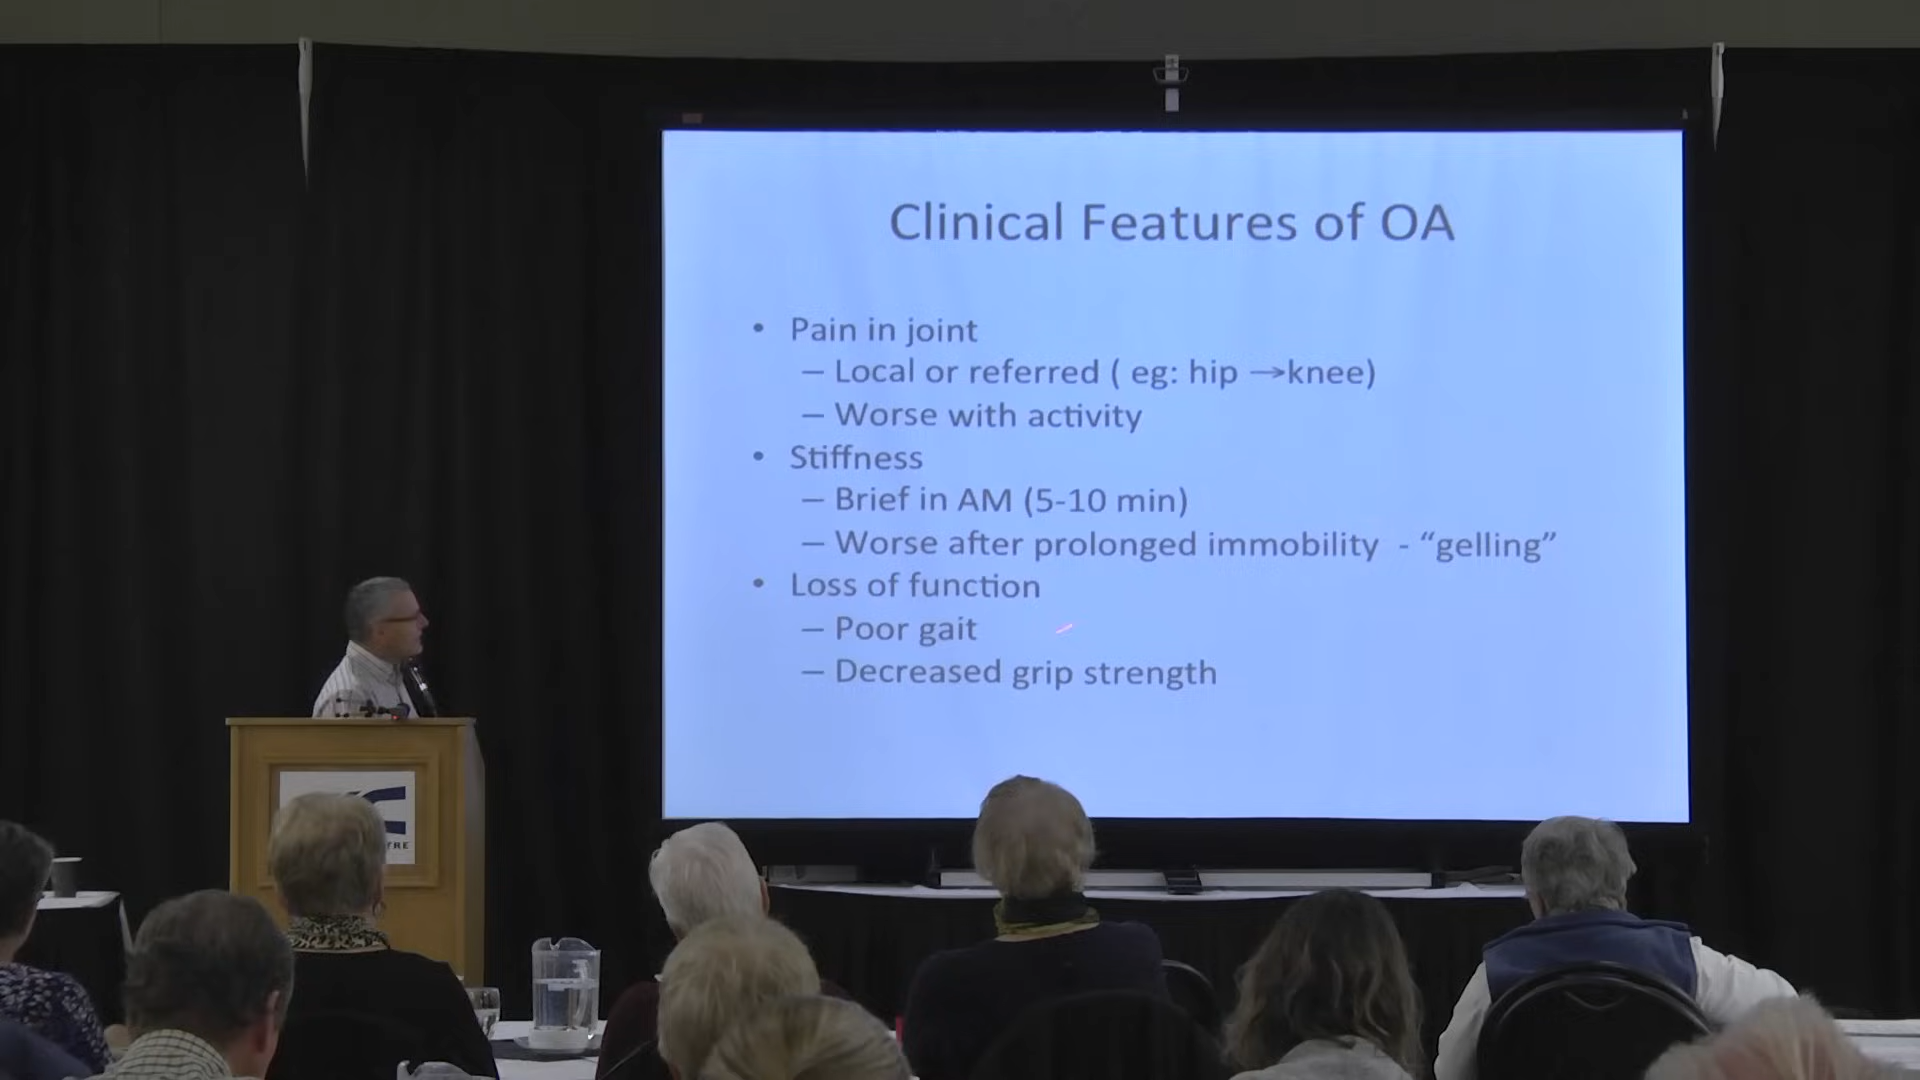 Clinical Features of OA
• Pain in joint
– Local or referred ( eg: hip →knee)
– Worse with activity
• Stiffness
– Brief in AM (5-10 min)
– Worse after prolonged immobility - “gelling”
• Loss of function
– Poor gait
– Decreased grip strength